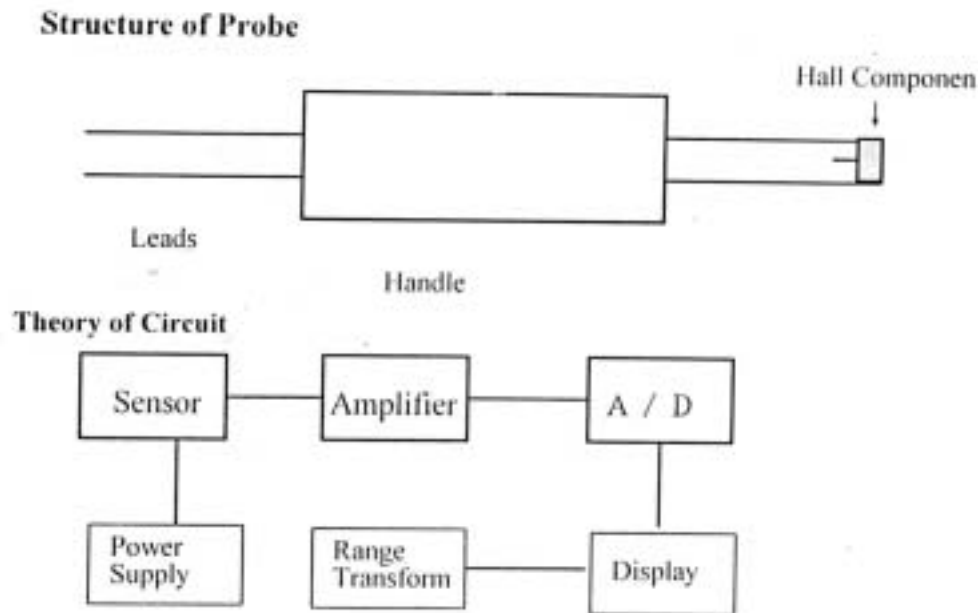 Structure of Probe
Hall Componen
Leads
Handle
Theory of Circuit
Sensor
Amplifier
A / D
Power
Supply
Range
Transform
Display